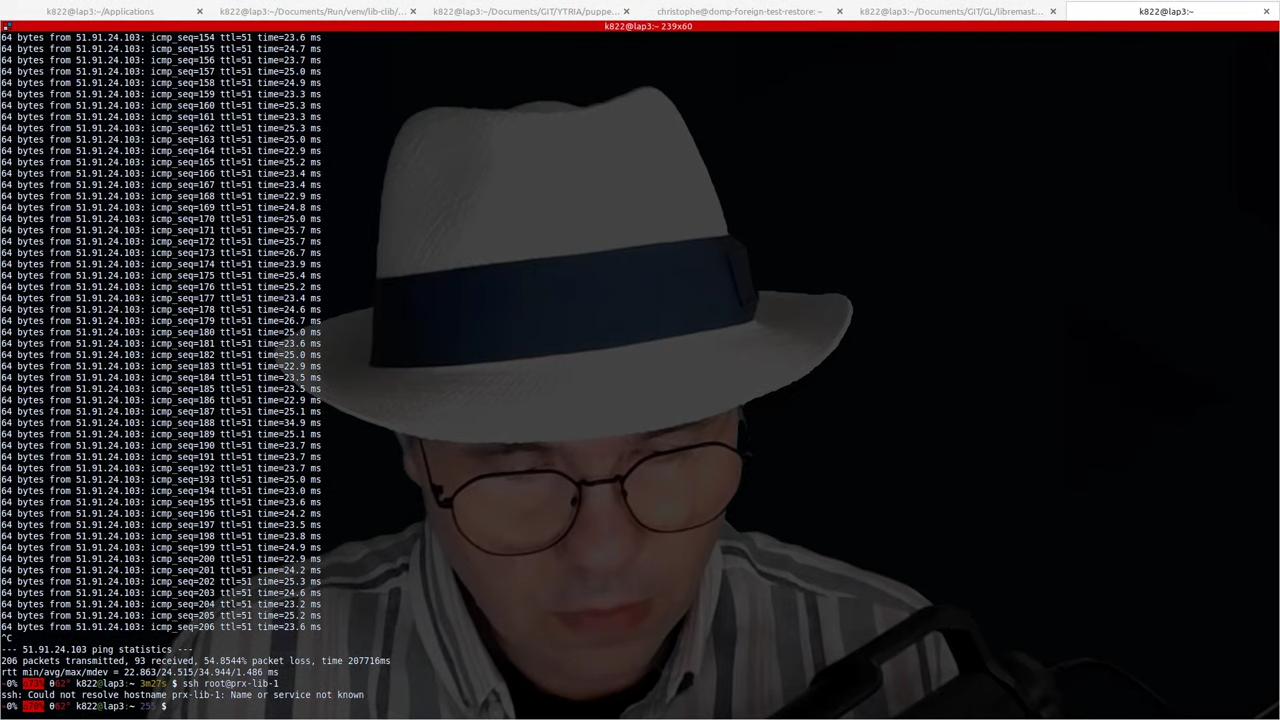 k822@lap3:~/Applications
k822@lap3:~/Documents/Run/venv/lib-clib/...
k822@lap3:~/Documents/GIT/YTRIA/puppe...
christophe@domp-foreign-test-restore: ~
k822@lap3:~/Documents/GIT/GL/libremast...
k822@lap3:~
k822@lap3:~ 239x60
64 bytes from 51.91.24.103: icmp_seq=154 ttl=51 time=23.6 ms
64 bytes from 51.91.24.103: icmp_seq=155 ttl=51 time=24.7 ms
64 bytes from 51.91.24.103: icmp_seq=156 ttl=51 time=23.7 ms
64 bytes from 51.91.24.103: icmp_seq=157 ttl=51 time=25.0 ms
64 bytes from 51.91.24.103: icmp_seq=158 ttl=51 time=24.9 ms
64 bytes from 51.91.24.103: icmp_seq=159 ttl=51 time=23.3 ms
64 bytes from 51.91.24.103: icmp_seq=160 ttl=51 time=25.3 ms
64 bytes from 51.91.24.103: icmp_seq=161 ttl=51 time=23.3 ms
64 bytes from 51.91.24.103: icmp_seq=162 ttl=51 time=25.3 ms
64 bytes from 51.91.24.103: icmp_seq=163 ttl=51 time=25.0 ms
64 bytes from 51.91.24.103: icmp_seq=164 ttl=51 time=22.9 ms
64 bytes from 51.91.24.103: icmp_seq=165 ttl=51 time=25.2 ms
64 bytes from 51.91.24.103: icmp_seq=166 ttl=51 time=23.4 ms
64 bytes from 51.91.24.103: icmp_seq=167 ttl=51 time=23.4 ms
64 bytes from 51.91.24.103: icmp_seq=168 ttl=51 time=22.9 ms
64 bytes from 51.91.24.103: icmp_seq=169 ttl=51 time=24.8 ms
64 bytes from 51.91.24.103: icmp_seq=170 ttl=51 time=25.0 ms
64 bytes from 51.91.24.103: icmp_seq=171 ttl=51 time=25.7 ms
64 bytes from 51.91.24.103: icmp_seq=172 ttl=51 time=25.7 ms
64 bytes from 51.91.24.103: icmp_seq=173 ttl=51 time=26.7 ms
64 bytes from 51.91.24.103: icmp_seq=174 ttl=51 time=23.9 ms
64 bytes from 51.91.24.103: icmp_seq=175 ttl=51 time=25.4 ms
64 bytes from 51.91.24.103: icmp_seq=176 ttl=51 time=25.2 ms
64 bytes from 51.91.24.103: icmp_seq=177 ttl=51 time=23.4 ms
64 bytes from 51.91.24.103: icmp_seq=178 ttl=51 time=24.6 ms
64 bytes from 51.91.24.103: icmp_seq=179 ttl=51 time=26.7 ms
64 bytes from 51.91.24.103: icmp_seq=180 ttl=51 time=25.0 ms
64 bytes from 51.91.24.103: icmp_seq=181 ttl=51 time=23.6 ms
64 bytes from 51.91.24.103: icmp_seq=182 ttl=51 time=25.0 ms
64 bytes from 51.91.24.103: icmp_seq=183 ttl=51 time=22.9 ms
64 bytes from 51.91.24.103: icmp_seq=184 ttl=51 time=23.5 ms
64 bytes from 51.91.24.103: icmp_seq=185 ttl=51 time=23.5 ms
64 bytes from 51.91.24.103: icmp_seq=186 ttl=51 time=22.9 ms
64 bytes from 51.91.24.103: icmp_seq=187 ttl=51 time=25.1 ms
64 bytes from 51.91.24.103: icmp_seq=188 ttl=51 time=34.9 ms
64 bytes from 51.91.24.103: icmp_seq=189 ttl=51 time=25.1 ms
64 bytes from 51.91.24.103: icmp_seq=190 ttl=51 time=23.7 ms
64 bytes from 51.91.24.103: icmp_seq=191 ttl=51 time=23.7 ms
64 bytes from 51.91.24.103: icmp_seq=192 ttl=51 time=23.7 ms
64 bytes from 51.91.24.103: icmp_seq=193 ttl=51 time=25.0 ms
64 bytes from 51.91.24.103: icmp_seq=194 ttl=51 time=23.0 ms
64 bytes from 51.91.24.103: icmp_seq=195 ttl=51 time=23.6 ms
64 bytes from 51.91.24.103: icmp_seq=196 ttl=51 time=24.2 ms
64 bytes from 51.91.24.103: icmp_seq=197 ttl=51 time=23.5 ms
64 bytes from 51.91.24.103: icmp_seq=198 ttl=51 time=23.8 ms
64 bytes from 51.91.24.103: icmp_seq=199 ttl=51 time=24.9 ms
64 bytes from 51.91.24.103: icmp_seq=200 ttl=51 time=22.9 ms
64 bytes from 51.91.24.103: icmp_seq=201 ttl=51 time=24.2 ms
64 bytes from 51.91.24.103: icmp_seq=202 ttl=51 time=25.3 ms
64 bytes from 51.91.24.103: icmp_seq=203 ttl=51 time=24.6 ms
64 bytes from 51.91.24.103: icmp_seq=204 ttl=51 time=23.2 ms
64 bytes from 51.91.24.103: icmp_seq=205 ttl=51 time=25.2 ms
64 bytes from 51.91.24.103: icmp_seq=206 ttl=51 time=23.6 ms
^C
--- 51.91.24.103 ping statistics ---
206 packets transmitted, 93 received, 54.8544% packet loss, time 207716ms
rtt min/avg/max/mdev = 22.863/24.515/34.944/1.486 ms
-0% θ62° k822@lap3:~ 3m27s $ ssh root@prx-lib-1
ssh: Could not resolve hostname prx-lib-1: Name or service not known
-0% θ62° k822@lap3:~ 255 $